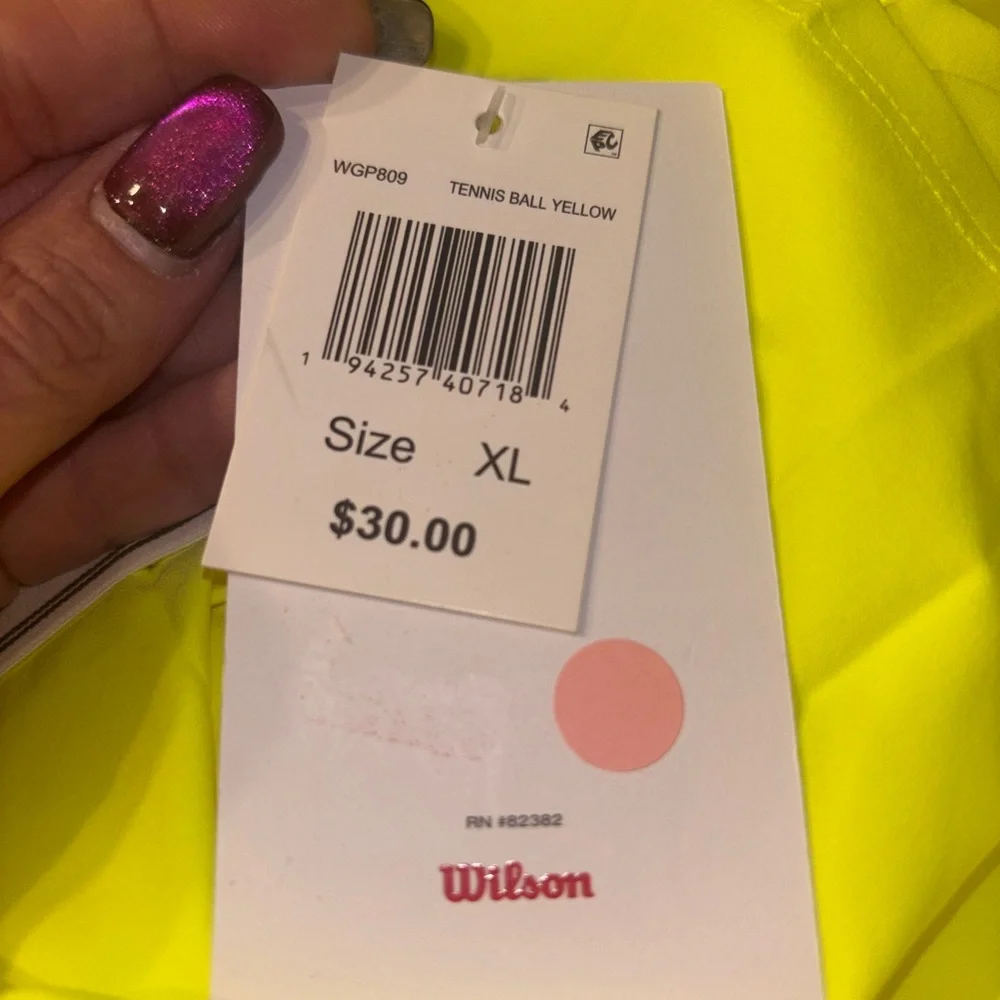 WGP809 TENNIS BALL YELLOW
1 94257 40718 4
Size XL
$30.00
RN #82382
Wilson